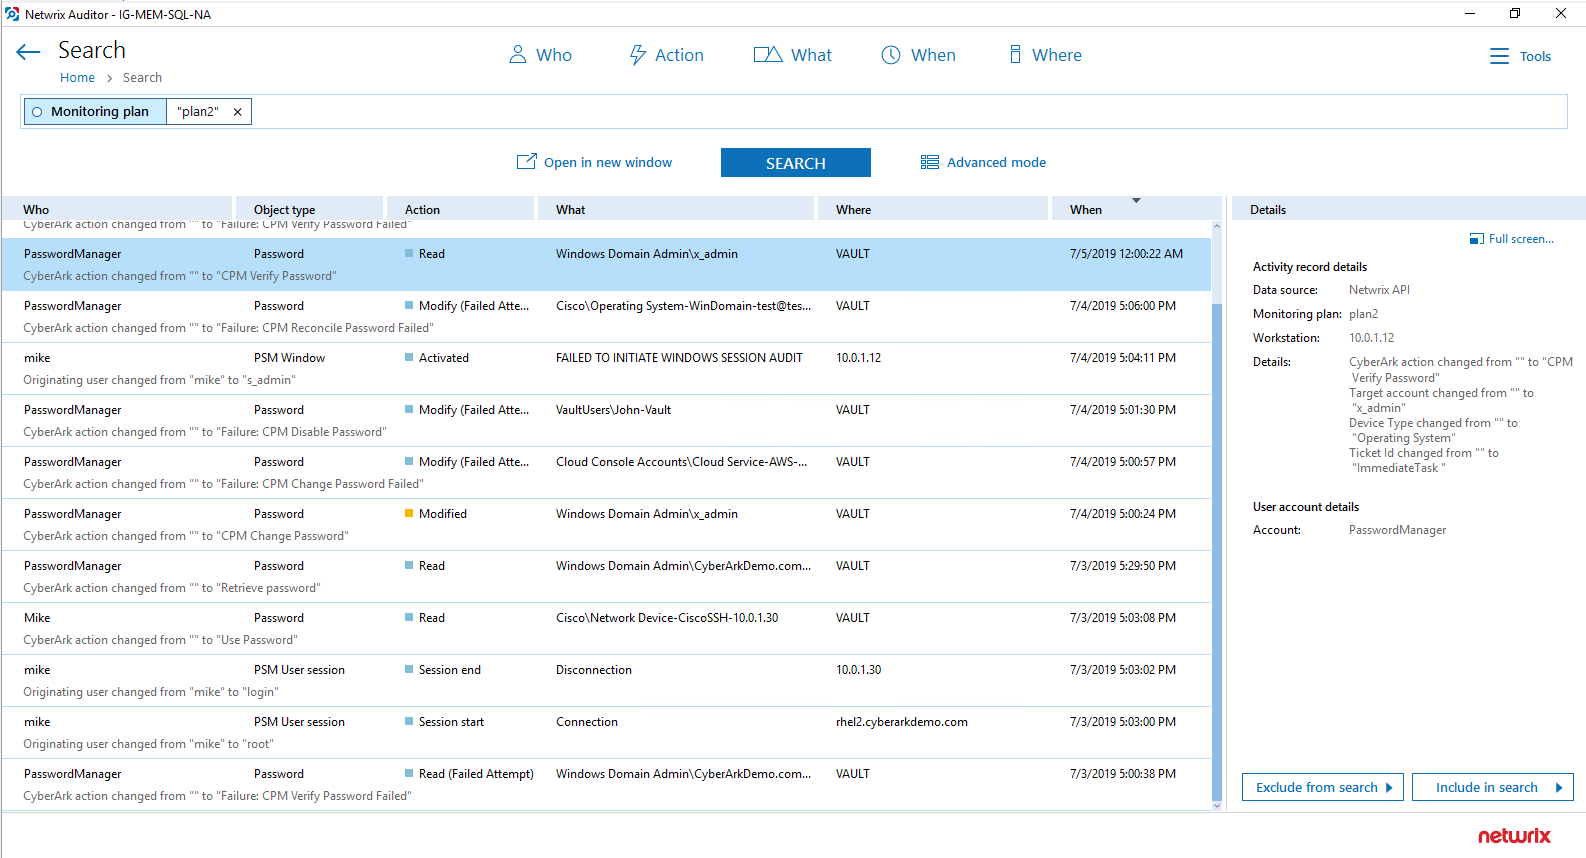 Netwrix Auditor - IG-MEM-SQL-NA
Search
Who Action What When Where
Tools
Home > Search
Monitoring plan "plan2" ×
Open in new window SEARCH Advanced mode
Who Object type Action What Where When Details
CyberArk action changed from "" to "Failure: CPM Verify Password Failed"
PasswordManager Password Read Windows Domain Admin\x_admin VAULT 7/5/2019 12:00:22 AM
CyberArk action changed from "" to "CPM Verify Password"
PasswordManager Password Modify (Failed Atte... Cisco\Operating System-WinDomain-test@tes... VAULT 7/4/2019 5:06:00 PM
CyberArk action changed from "" to "Failure: CPM Reconcile Password Failed"
mike PSM Window Activated FAILED TO INITIATE WINDOWS SESSION AUDIT 10.0.1.12 7/4/2019 5:04:11 PM
Originating user changed from "mike" to "s_admin"
PasswordManager Password Modify (Failed Atte... VaultUsers\John-Vault VAULT 7/4/2019 5:01:30 PM
CyberArk action changed from "" to "Failure: CPM Disable Password"
PasswordManager Password Modify (Failed Atte... Cloud Console Accounts\Cloud Service-AWS-... VAULT 7/4/2019 5:00:57 PM
CyberArk action changed from "" to "Failure: CPM Change Password Failed"
PasswordManager Password Modified Windows Domain Admin\x_admin VAULT 7/4/2019 5:00:24 PM
CyberArk action changed from "" to "CPM Change Password"
PasswordManager Password Read Windows Domain Admin\CyberArkDemo.com... VAULT 7/3/2019 5:29:50 PM
CyberArk action changed from "" to "Retrieve password"
Mike Password Read Cisco\Network Device-CiscoSSH-10.0.1.30 VAULT 7/3/2019 5:03:08 PM
CyberArk action changed from "" to "Use Password"
mike PSM User session Session end Disconnection 10.0.1.30 7/3/2019 5:03:02 PM
Originating user changed from "mike" to "login"
mike PSM User session Session start Connection rhel2.cyberarkdemo.com 7/3/2019 5:03:00 PM
Originating user changed from "mike" to "root"
PasswordManager Password Read (Failed Attempt) Windows Domain Admin\CyberArkDemo.com... VAULT 7/3/2019 5:00:38 PM
CyberArk action changed from "" to "Failure: CPM Verify Password Failed"
Full screen...
Activity record details
Data source: Netwrix API
Monitoring plan: plan2
Workstation: 10.0.1.12
Details: CyberArk action changed from "" to "CPM
Verify Password"
Target account changed from "" to
"x_admin"
Device Type changed from "" to
"Operating System"
Ticket Id changed from "" to
"ImmediateTask "
User account details
Account: PasswordManager
Exclude from search Include in search
netwrix